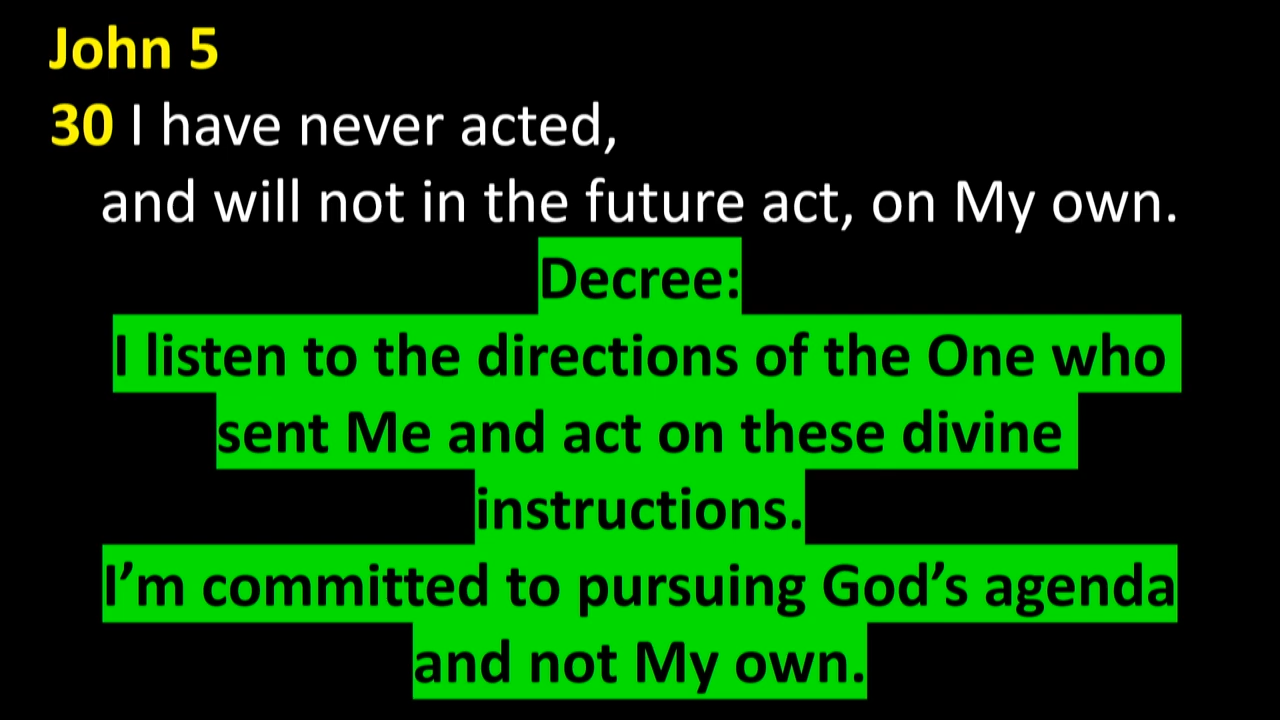 John 5
30 I have never acted,
and will not in the future act, on My own.
Decree:
I listen to the directions of the One who
sent Me and act on these divine
instructions.
I’m committed to pursuing God’s agenda
and not My own.